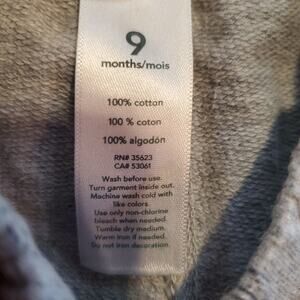 9
months/mois
100% cotton
100 % coton
100% algodón
RN# 35623
CA# 53061
Wash before use.
Turn garment inside out.
Machine wash cold with
like colors.
Use only non-chlorine
bleach when needed.
Tumble dry medium.
Warm iron if needed.
Do not iron decoration.